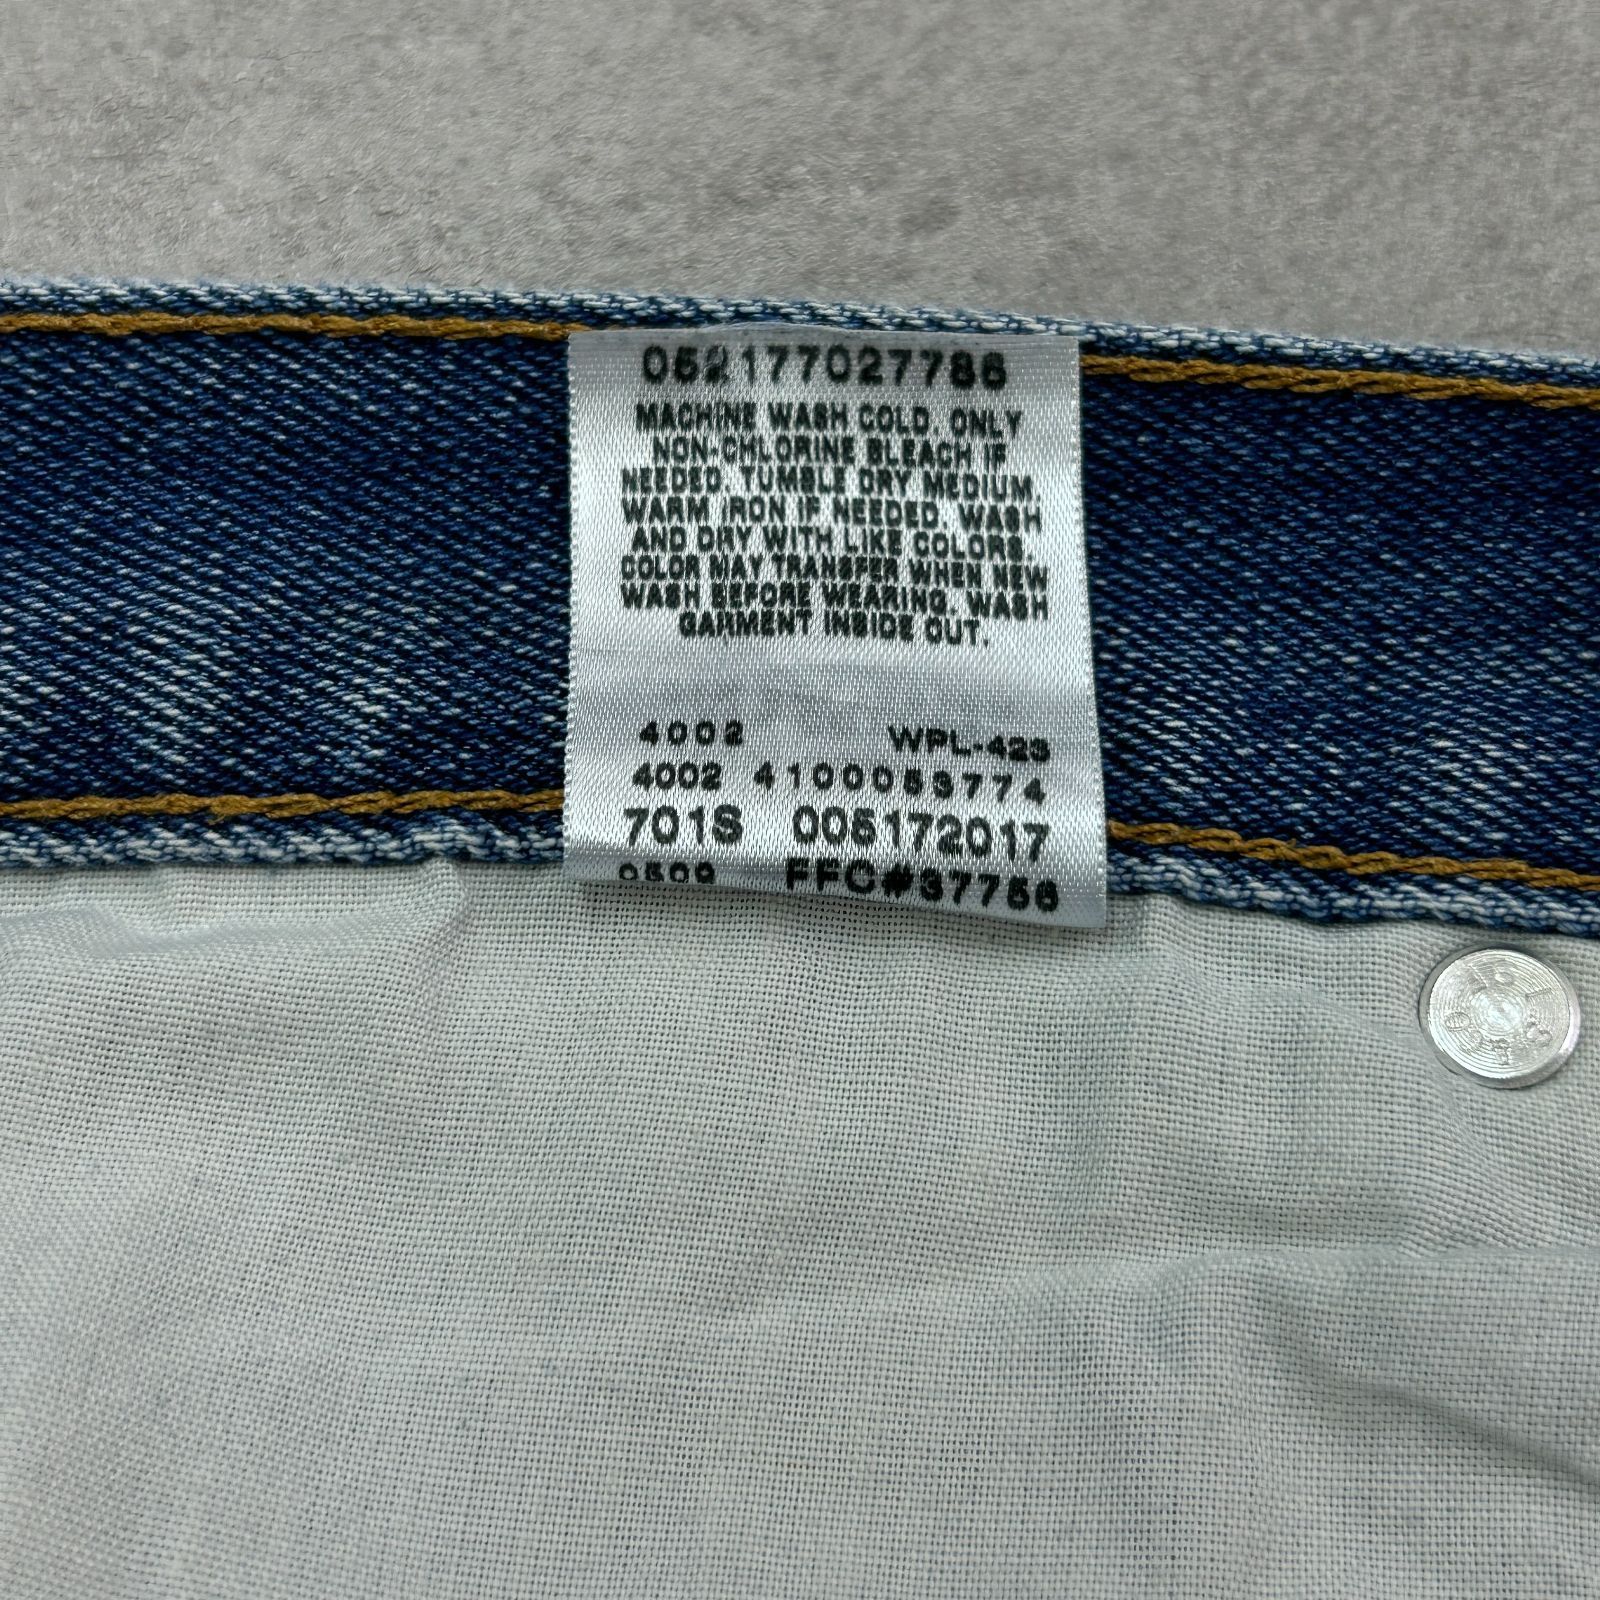 052177027786
MACHINE WASH COLD. ONLY
NON-CHLORINE BLEACH IF
NEEDED. TUMBLE DRY MEDIUM.
WARM IRON IF NEEDED. WASH
AND DRY WITH LIKE COLORS.
COLOR MAY TRANSFER WHEN NEW
WASH BEFORE WEARING. WASH
GARMENT INSIDE OUT.
4002 WPL-423
4002 4100053774
701S 005172017
0509 FFC#37756